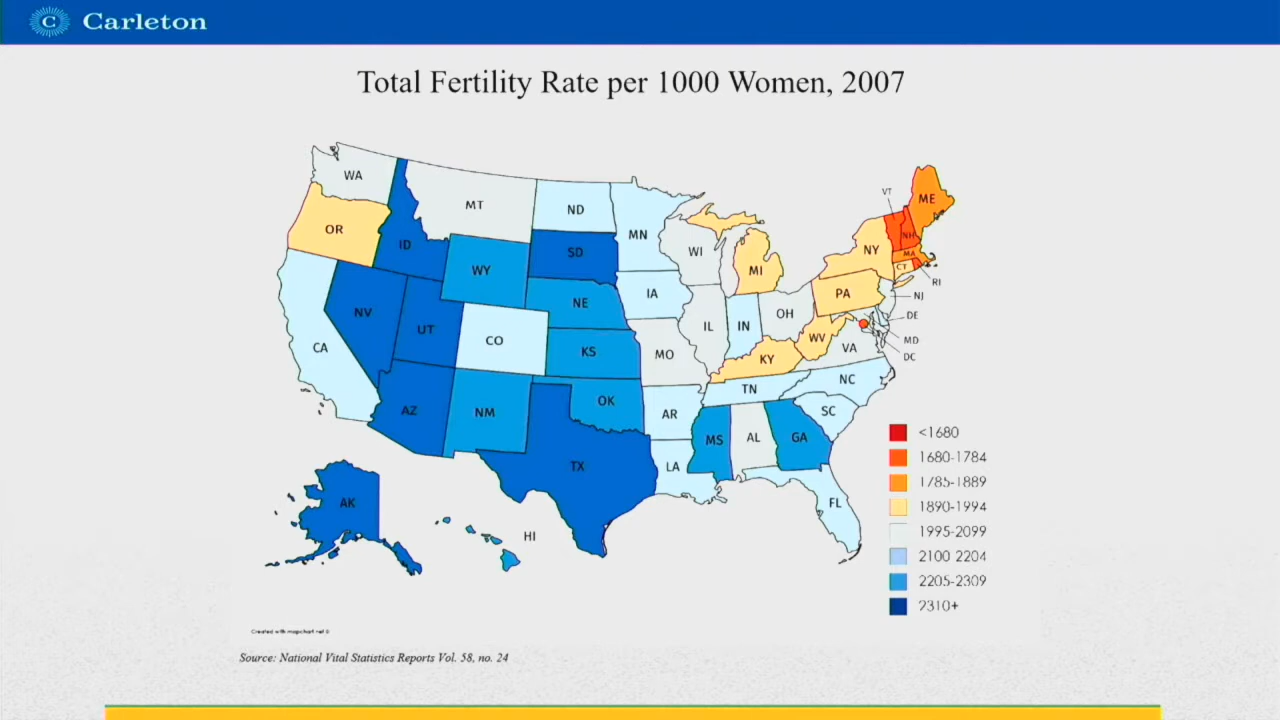 C Carleton
Total Fertility Rate per 1000 Women, 2007
WA
OR
ID
MT
ND
SD
MN
WI
MI
WY
NE
IA
NV
UT
CO
KS
MO
IL
IN
OH
CA
AZ
NM
OK
TX
AR
LA
MS
AL
GA
FL
TN
KY
WV
VA
NC
SC
PA
NY
VT
ME
NH
MA
CT
RI
NJ
DE
MD
DC
AK
HI
<1680
1680-1784
1785-1889
1890-1994
1995-2099
2100 2204
2205-2309
2310+
Created with mapchart net ©
Source: National Vital Statistics Reports Vol. 58, no. 24